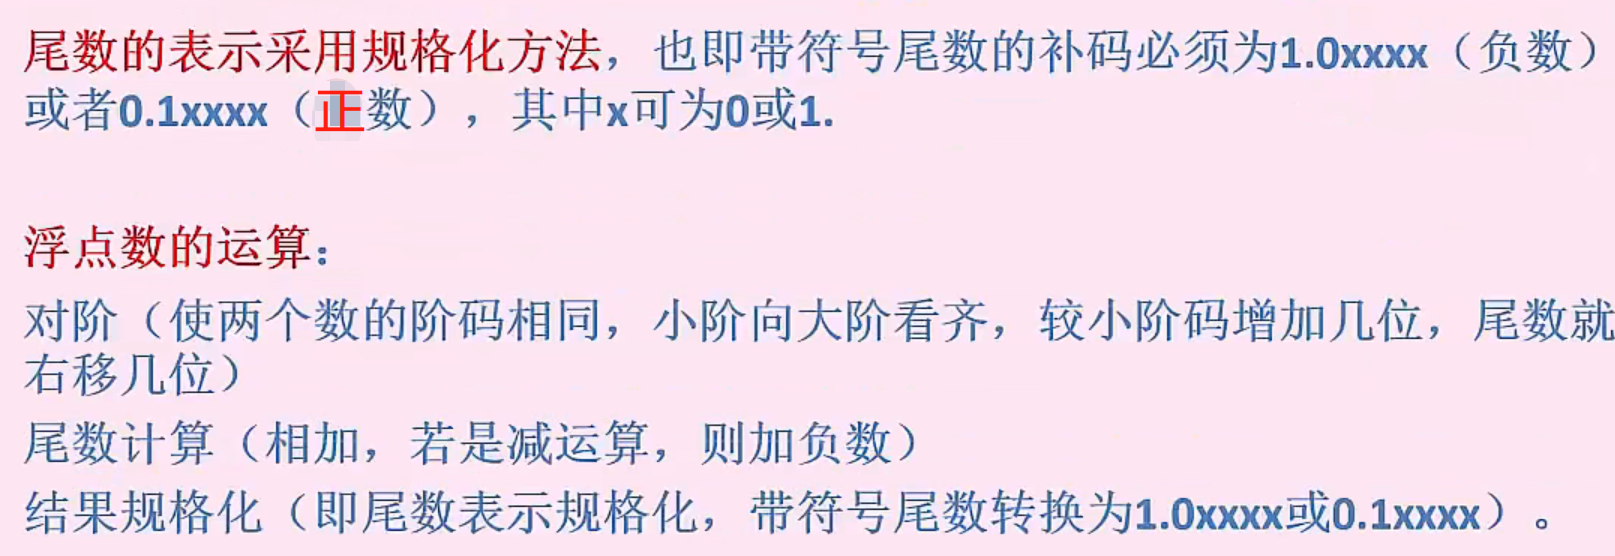 尾数的表示采用规格化方法，也即带符号尾数的补码必须为1.0xxxx（负数）
或者0.1xxxx（正数），其中x可为0或1.
浮点数的运算：
对阶（使两个数的阶码相同，小阶向大阶看齐，较小阶码增加几位，尾数就
右移几位）
尾数计算（相加，若是减运算，则加负数）
结果规格化（即尾数表示规格化，带符号尾数转换为1.0xxxx或0.1xxxx）。